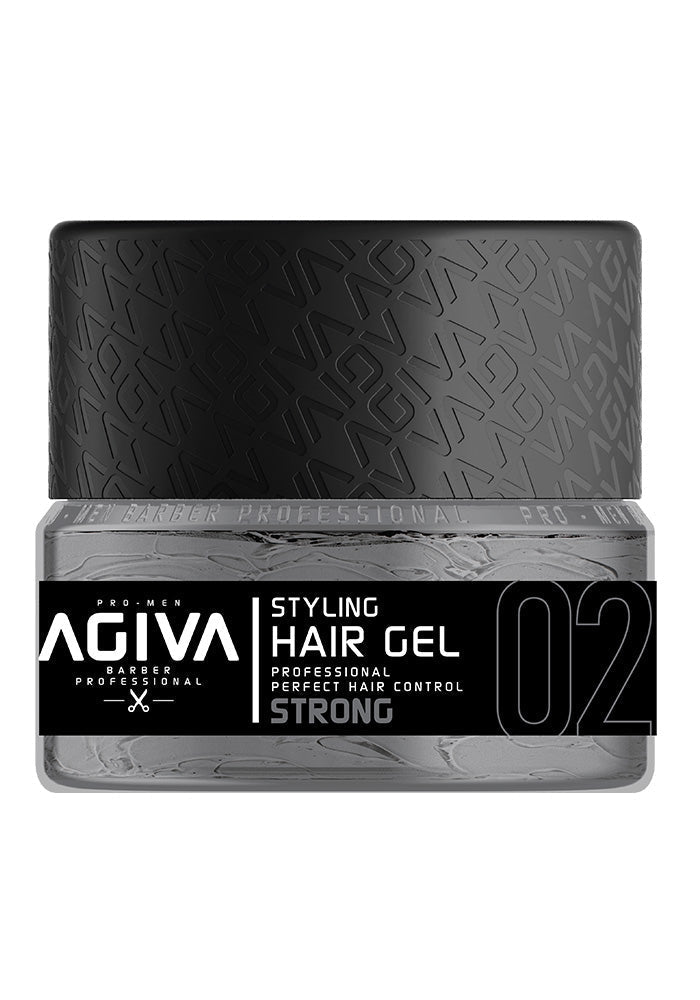 AGIVA
MEN BARBER PROFESSIONAL PRO · MEN
PRO-MEN
AGIVA
BARBER
PROFESSIONAL
STYLING
HAIR GEL
PROFESSIONAL
PERFECT HAIR CONTROL
STRONG
02